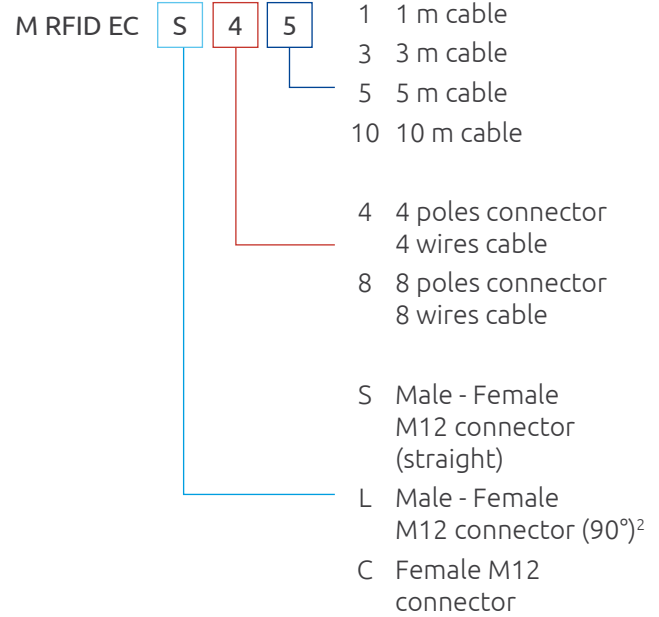 M RFID EC S 4 5
1 1 m cable
3 3 m cable
5 5 m cable
10 10 m cable
4 4 poles connector
4 wires cable
8 8 poles connector
8 wires cable
S Male - Female
M12 connector
(straight)
L Male - Female
M12 connector (90°)²
C Female M12
connector